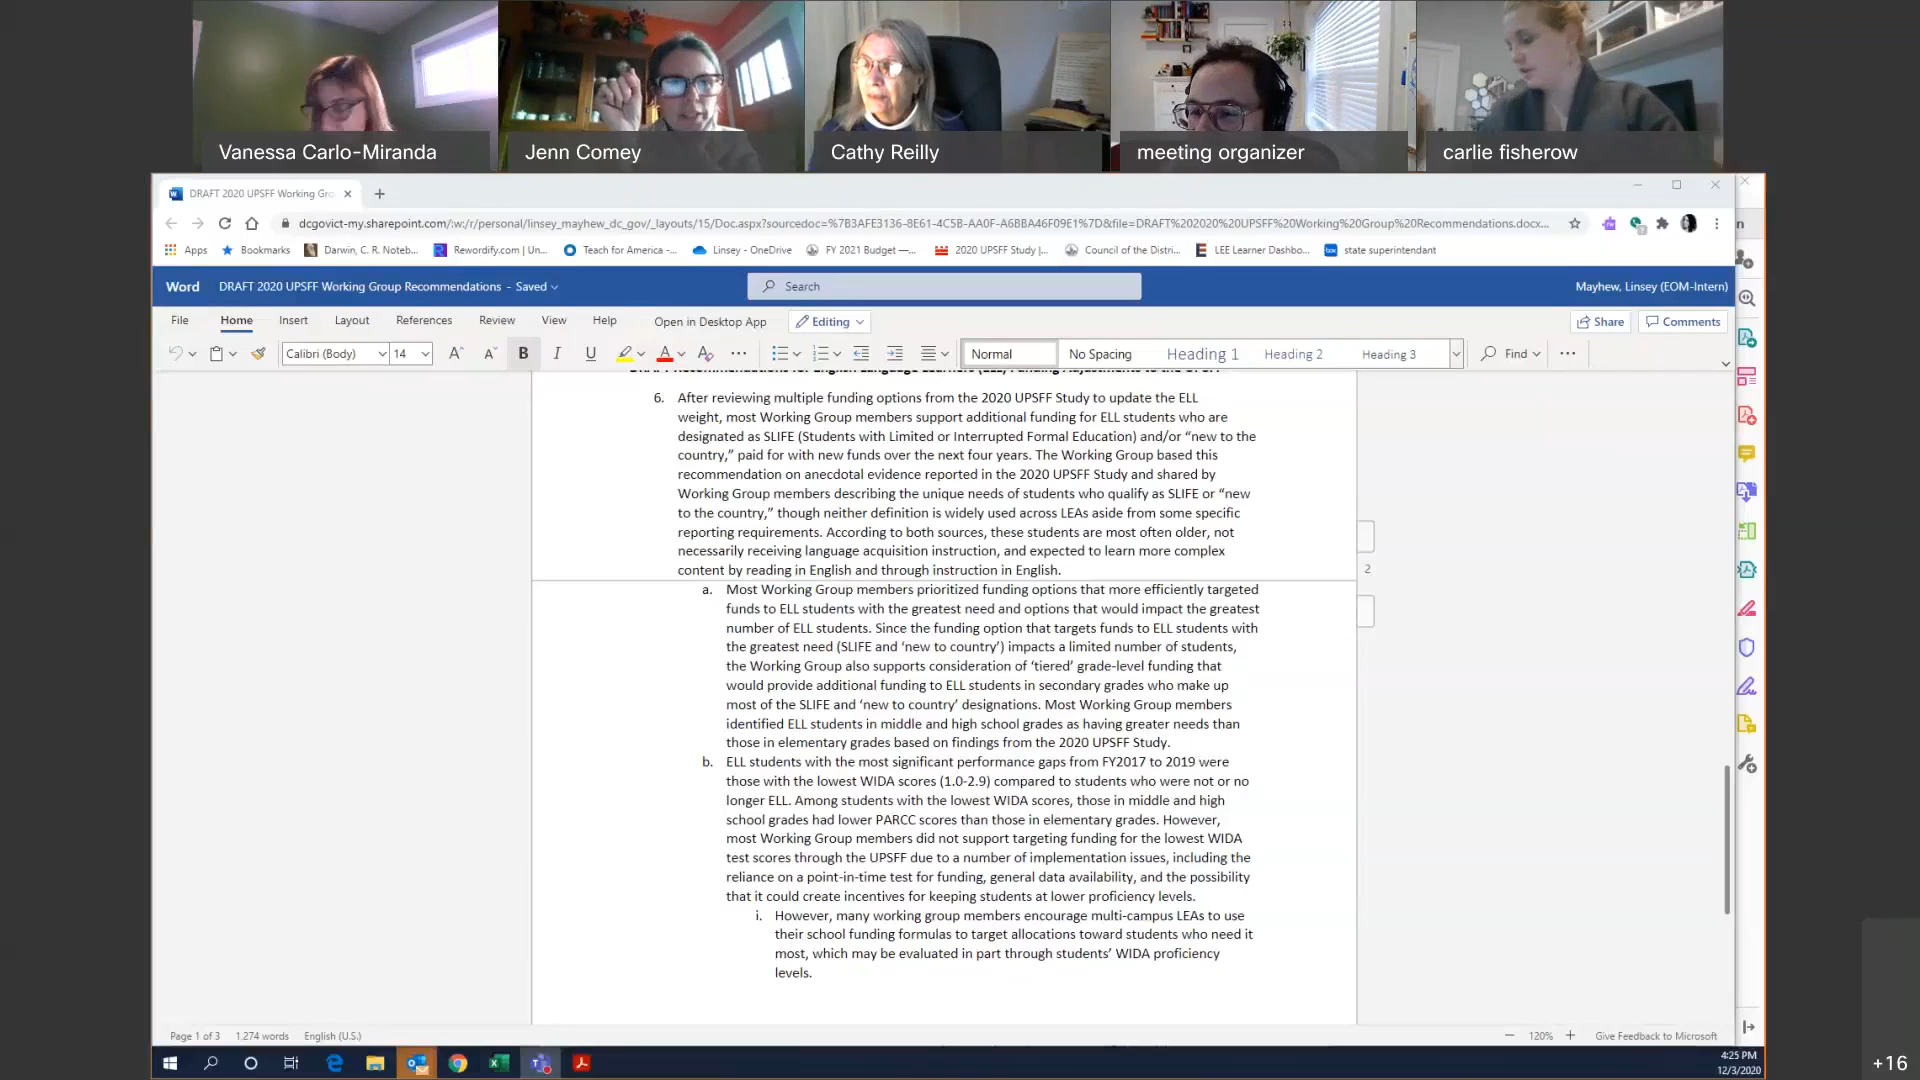 Vanessa Carlo-Miranda
Jenn Comey
Cathy Reilly
meeting organizer
carlie fisherow
DRAFT 2020 UPSFF Working Gro
dcgovict-my.sharepoint.com/:w:/r/personal/linsey_mayhew_dc_gov/_layouts/15/Doc.aspx?sourcedoc=%7B3AFE3136-8E61-4C5B-AA0F-A6BBA46F09E1%7D&file=DRAFT%202020%20UPSFF%20Working%20Group%20Recommendations.docx...
Apps
Bookmarks
Darwin, C. R. Noteb...
Rewordify.com | Un...
Teach for America -...
Linsey - OneDrive
FY 2021 Budget —...
2020 UPSFF Study |...
Council of the Distri...
LEE Learner Dashbo...
state superintendant
Word
DRAFT 2020 UPSFF Working Group Recommendations - Saved
Search
Mayhew, Linsey (EOM-Intern)
File
Home
Insert
Layout
References
Review
View
Help
Open in Desktop App
Editing
Share
Comments
Calibri (Body)
14
B
I
U
Normal
No Spacing
Heading 1
Heading 2
Heading 3
Find
6. After reviewing multiple funding options from the 2020 UPSFF Study to update the ELL
weight, most Working Group members support additional funding for ELL students who are
designated as SLIFE (Students with Limited or Interrupted Formal Education) and/or “new to the
country,” paid for with new funds over the next four years. The Working Group based this
recommendation on anecdotal evidence reported in the 2020 UPSFF Study and shared by
Working Group members describing the unique needs of students who qualify as SLIFE or “new
to the country,” though neither definition is widely used across LEAs aside from some specific
reporting requirements. According to both sources, these students are most often older, not
necessarily receiving language acquisition instruction, and expected to learn more complex
content by reading in English and through instruction in English.
2
a. Most Working Group members prioritized funding options that more efficiently targeted
funds to ELL students with the greatest need and options that would impact the greatest
number of ELL students. Since the funding option that targets funds to ELL students with
the greatest need (SLIFE and ‘new to country’) impacts a limited number of students,
the Working Group also supports consideration of ‘tiered’ grade-level funding that
would provide additional funding to ELL students in secondary grades who make up
most of the SLIFE and ‘new to country’ designations. Most Working Group members
identified ELL students in middle and high school grades as having greater needs than
those in elementary grades based on findings from the 2020 UPSFF Study.
b. ELL students with the most significant performance gaps from FY2017 to 2019 were
those with the lowest WIDA scores (1.0-2.9) compared to students who were not or no
longer ELL. Among students with the lowest WIDA scores, those in middle and high
school grades had lower PARCC scores than those in elementary grades. However,
most Working Group members did not support targeting funding for the lowest WIDA
test scores through the UPSFF due to a number of implementation issues, including the
reliance on a point-in-time test for funding, general data availability, and the possibility
that it could create incentives for keeping students at lower proficiency levels.
i. However, many working group members encourage multi-campus LEAs to use
their school funding formulas to target allocations toward students who need it
most, which may be evaluated in part through students’ WIDA proficiency
levels.
Page 1 of 3
1,274 words
English (U.S.)
120%
Give Feedback to Microsoft
4:25 PM
12/3/2020
+16